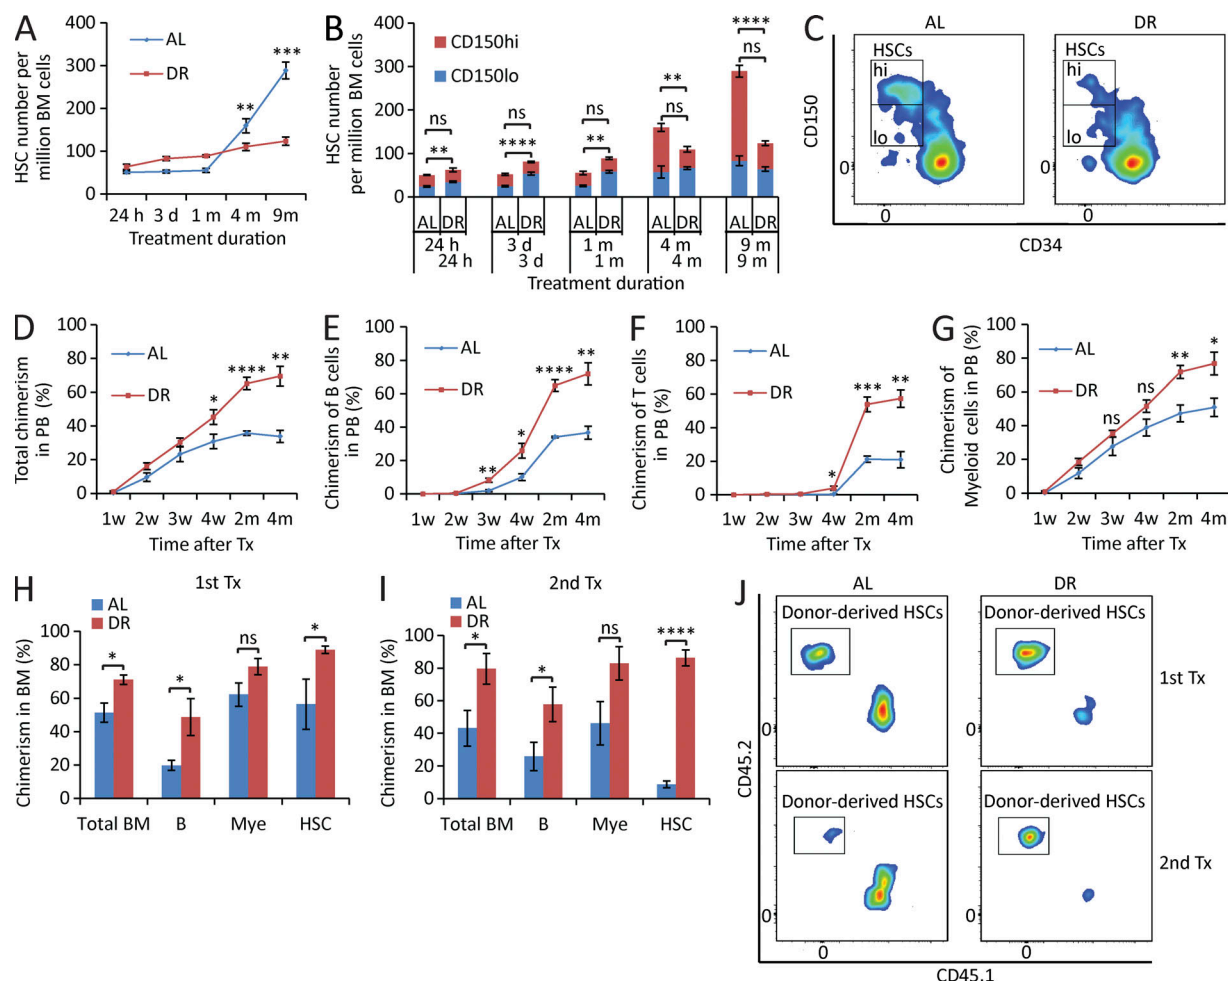 A
HSC number per
million BM cells
400
300
200
100
0
AL
DR
**
***
24 h 3 d 1 m 4 m 9m
Treatment duration
B
HSC number
per million BM cells
400
300
200
100
0
CD150hi
CD150lo
ns
**
ns
****
ns
**
**
ns
****
ns
AL DR AL DR AL DR AL DR AL DR
24 h 3 d 1 m 4 m 9 m
24 h 3 d 1 m 4 m 9 m
Treatment duration
C
AL DR
HSCs HSCs
hi hi
lo lo
CD150
0 0
0 0
CD34
D
Total chimerism
in PB (%)
100
80
60
40
20
0
AL
DR
*
****
**
1w 2w 3w 4w 2m 4m
Time after Tx
E
Chimerism of B cells
in PB (%)
100
80
60
40
20
0
AL
DR
**
*
****
**
1w 2w 3w 4w 2m 4m
Time after Tx
F
Chimerism of T cells
in PB (%)
100
80
60
40
20
0
AL
DR
*
***
**
1w 2w 3w 4w 2m 4m
Time after Tx
G
Chimerism of
Myeloid cells in PB (%)
100
80
60
40
20
0
AL
DR
ns
ns
**
*
1w 2w 3w 4w 2m 4m
Time after Tx
H
1st Tx
AL
DR
Chimerism in BM (%)
100
80
60
40
20
0
*
*
ns
*
Total BM B Mye HSC
I
2nd Tx
AL
DR
Chimerism in BM (%)
100
80
60
40
20
0
*
*
ns
****
Total BM B Mye HSC
J
AL DR
Donor-derived HSCs Donor-derived HSCs
1st Tx
0 0
CD45.2
Donor-derived HSCs Donor-derived HSCs
2nd Tx
0 0
0 0
CD45.1